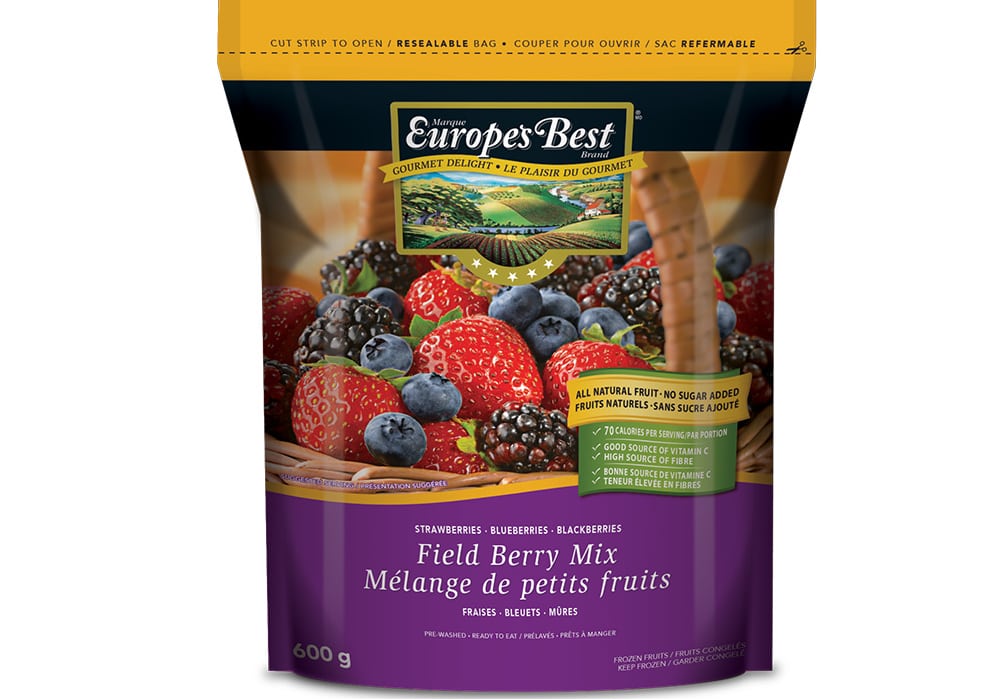 CUT STRIP TO OPEN / RESEALABLE BAG • COUPER POUR OUVRIR / SAC REFERMABLE
Marque
Europe's Best
Brand
® MD
GOURMET DELIGHT • LE PLAISIR DU GOURMET
ALL NATURAL FRUIT · NO SUGAR ADDED
FRUITS NATURELS · SANS SUCRE AJOUTÉ
✓ 70 CALORIES PER SERVING/PAR PORTION
✓ GOOD SOURCE OF VITAMIN C
✓ HIGH SOURCE OF FIBRE
✓ BONNE SOURCE DE VITAMINE C
✓ TENEUR ÉLEVÉE EN FIBRES
SUGGESTED SERVING / PRÉSENTATION SUGGÉRÉE
STRAWBERRIES · BLUEBERRIES · BLACKBERRIES
Field Berry Mix
Mélange de petits fruits
FRAISES · BLEUETS · MÛRES
PRE-WASHED • READY TO EAT / PRÉLAVÉS • PRÊTS À MANGER
600 g
FROZEN FRUITS / FRUITS CONGELÉS
KEEP FROZEN / GARDER CONGELÉ